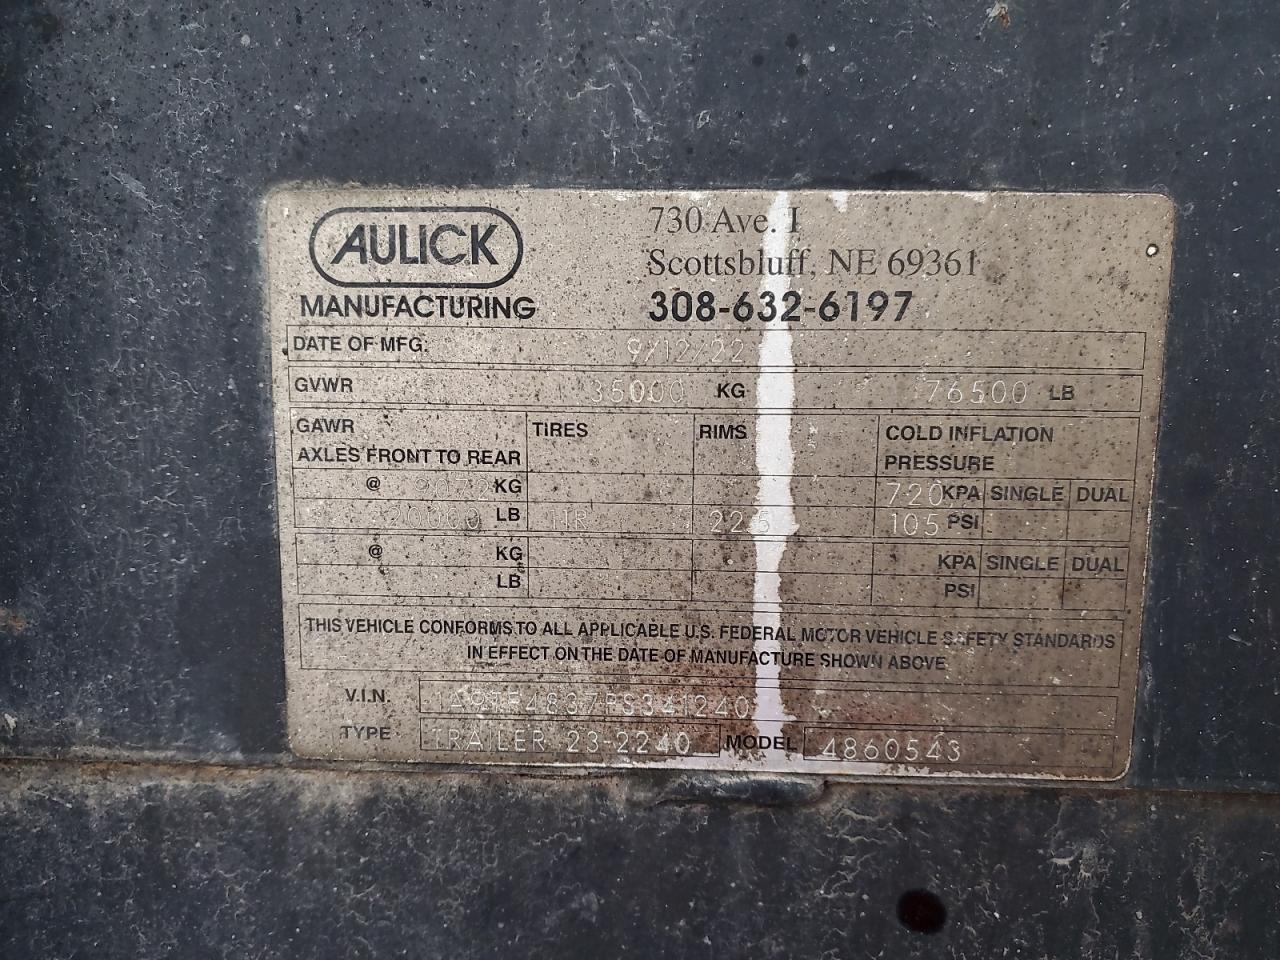 AULICK
MANUFACTURING
730 Ave. I
Scottsbluff, NE 69361
308-632-6197
DATE OF MFG. 9/12/22
GVWR 35000 KG 76500 LB
GAWR TIRES RIMS COLD INFLATION
AXLES FRONT TO REAR PRESSURE
@ KG 720 KPA SINGLE DUAL
20000 LB 11R 22.5 105 PSI
@ KG KPA SINGLE DUAL
LB PSI
THIS VEHICLE CONFORMS TO ALL APPLICABLE U.S. FEDERAL MOTOR VEHICLE SAFETY STANDARDS
IN EFFECT ON THE DATE OF MANUFACTURE SHOWN ABOVE
V.I.N.
TYPE TRAILER 23-2240 MODEL 4860543